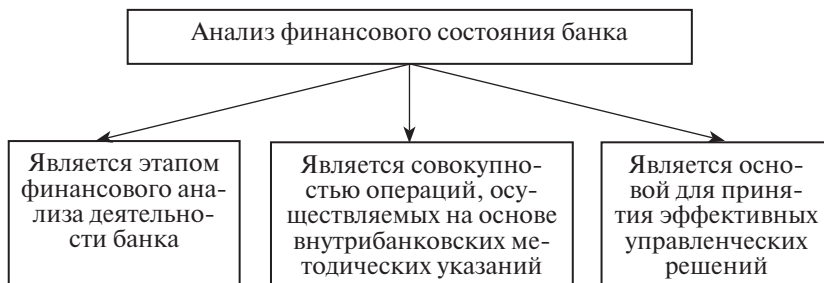 Анализ финансового состояния банка
Является этапом
финансового ана-
лиза деятельно-
сти банка
Является совокупно-
стью операций, осу-
ществляемых на основе
внутрибанковских ме-
тодических указаний
Является осно-
вой для приня-
тия эффективных
управленческих
решений